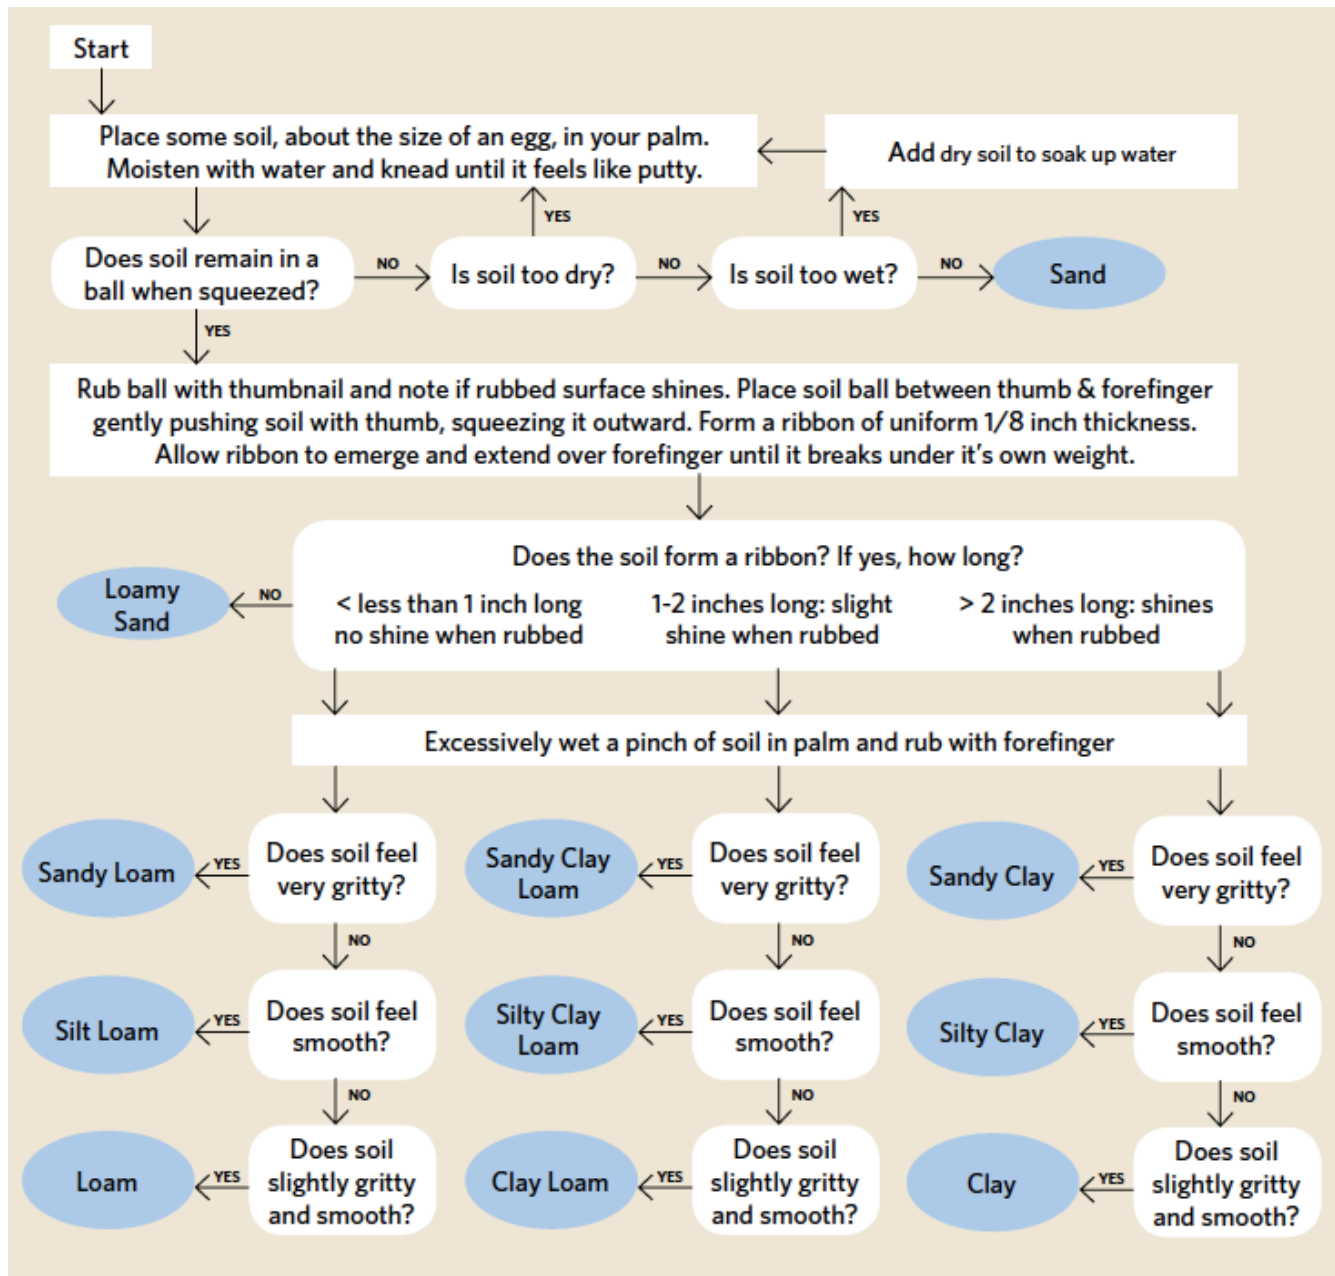 Start
Place some soil, about the size of an egg, in your palm.
Moisten with water and knead until it feels like putty.
Add dry soil to soak up water
YES
YES
Does soil remain in a
ball when squeezed?
NO
Is soil too dry?
NO
Is soil too wet?
NO
Sand
YES
Rub ball with thumbnail and note if rubbed surface shines. Place soil ball between thumb & forefinger
gently pushing soil with thumb, squeezing it outward. Form a ribbon of uniform 1/8 inch thickness.
Allow ribbon to emerge and extend over forefinger until it breaks under it's own weight.
Does the soil form a ribbon? If yes, how long?
Loamy
Sand
NO
< less than 1 inch long
no shine when rubbed
1-2 inches long: slight
shine when rubbed
> 2 inches long: shines
when rubbed
Excessively wet a pinch of soil in palm and rub with forefinger
Sandy Loam
YES
Does soil feel
very gritty?
Sandy Clay
Loam
YES
Does soil feel
very gritty?
Sandy Clay
YES
Does soil feel
very gritty?
NO
NO
NO
Silt Loam
YES
Does soil feel
smooth?
Silty Clay
Loam
YES
Does soil feel
smooth?
Silty Clay
YES
Does soil feel
smooth?
NO
NO
NO
Loam
YES
Does soil
slightly gritty
and smooth?
Clay Loam
YES
Does soil
slightly gritty
and smooth?
Clay
YES
Does soil
slightly gritty
and smooth?